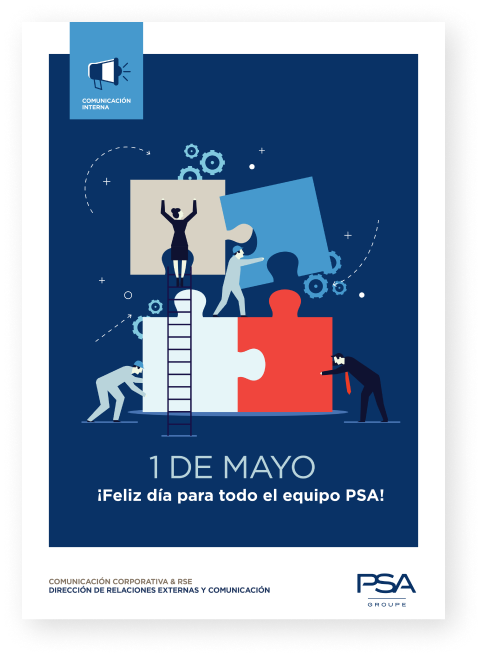 COMUNICACIÓN
INTERNA
1 DE MAYO
¡Feliz día para todo el equipo PSA!
COMUNICACIÓN CORPORATIVA & RSE
DIRECCIÓN DE RELACIONES EXTERNAS Y COMUNICACIÓN
PSA
GROUPE